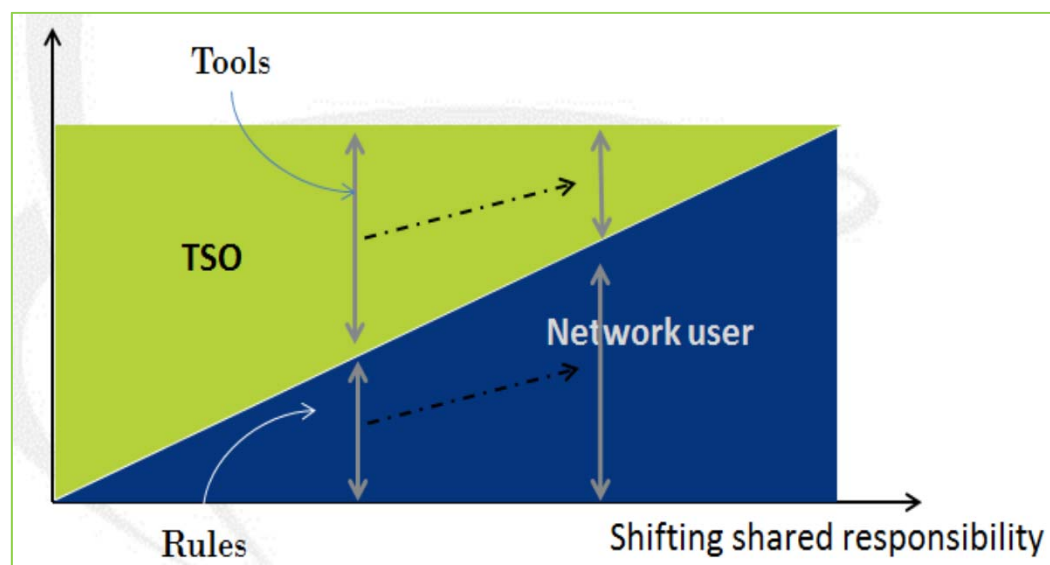 Tools
TSO
Network user
Rules
Shifting shared responsibility